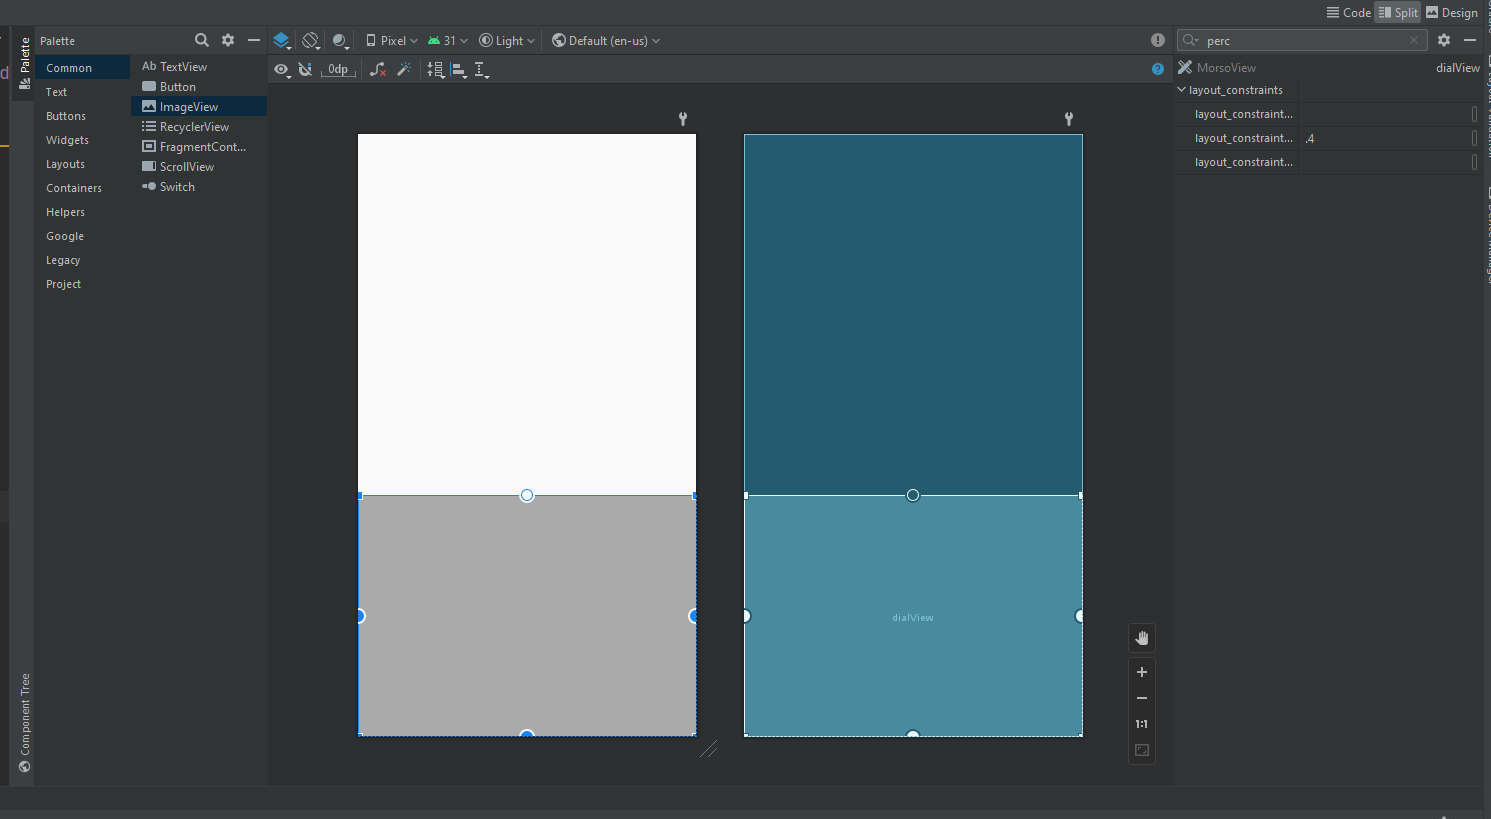 Code Split Design
Palette
Pixel 31 Light Default (en-us)
perc
Palette
Common
Text
Buttons
Widgets
Layouts
Containers
Helpers
Google
Legacy
Project
Ab TextView
Button
ImageView
RecyclerView
FragmentCont...
ScrollView
Switch
0dp
MorsoView dialView
layout_constraints
layout_constraint...
layout_constraint... .4
layout_constraint...
dialView
1:1
Component Tree